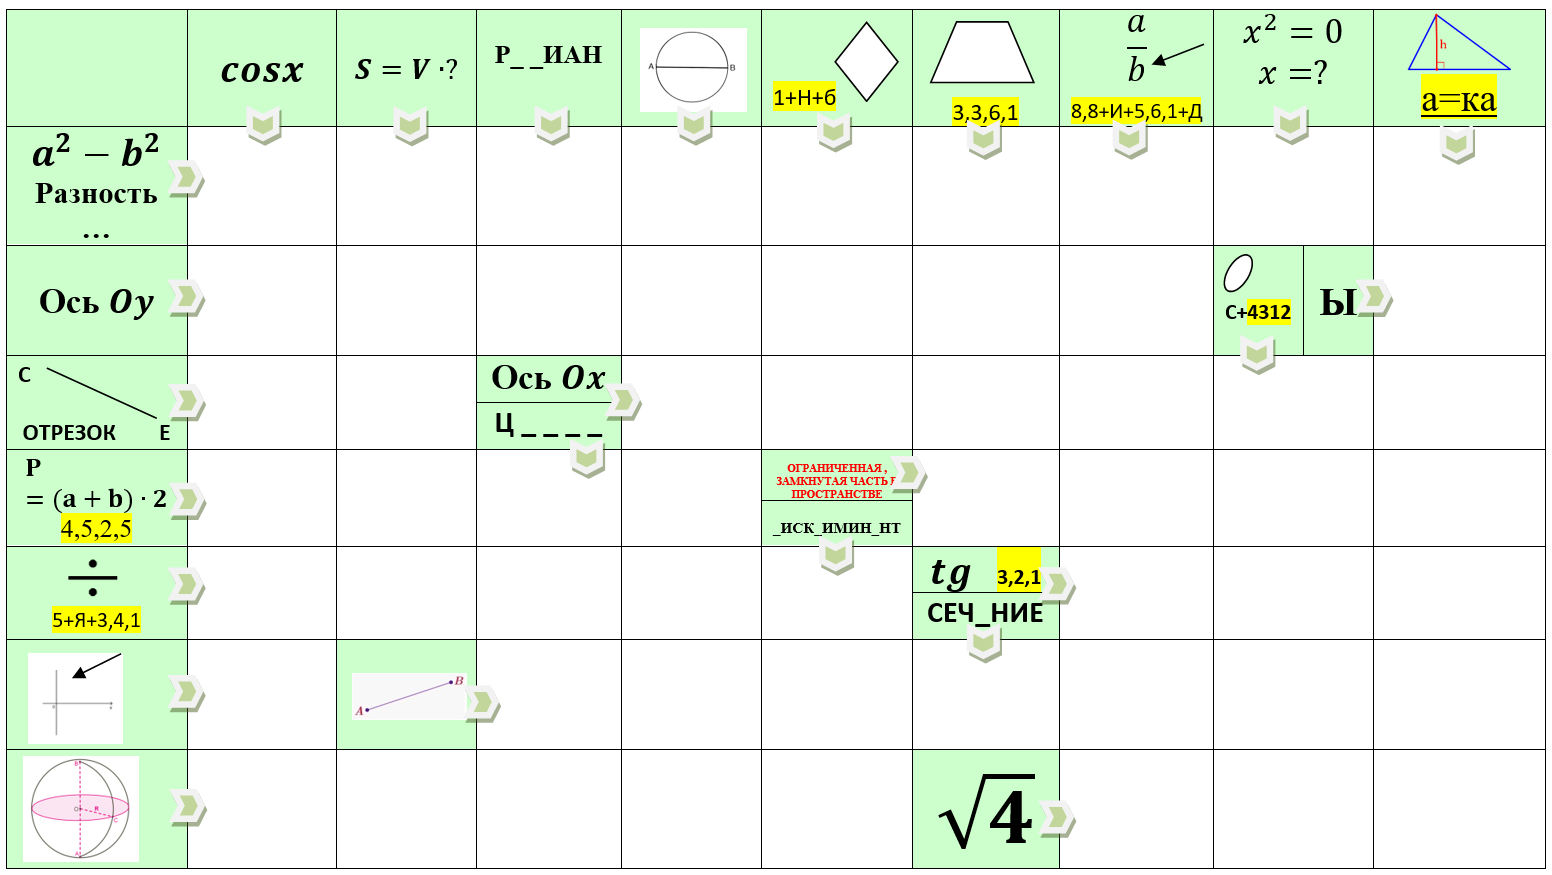 cosx
S = V ·?
Р_ _ИАН
A B
1+Н+б
3,3,6,1
a
b
8,8+И+5,6,1+Д
x² = 0
x =?
h
а=ка
a² − b²
Разность
...
Ось Oy
С+4312
Ы
С
ОТРЕЗОК Е
Ось Ox
Ц _ _ _ _
P
= (a + b) · 2
4,5,2,5
ОГРАНИЧЕННАЯ ,
ЗАМКНУТАЯ ЧАСТЬ
ПРОСТРАНСТВЕ
_ИСК_ИМИН_НТ
÷
5+Я+3,4,1
tg 3,2,1
СЕЧ_НИЕ
A B
B
O R
C
A
√4